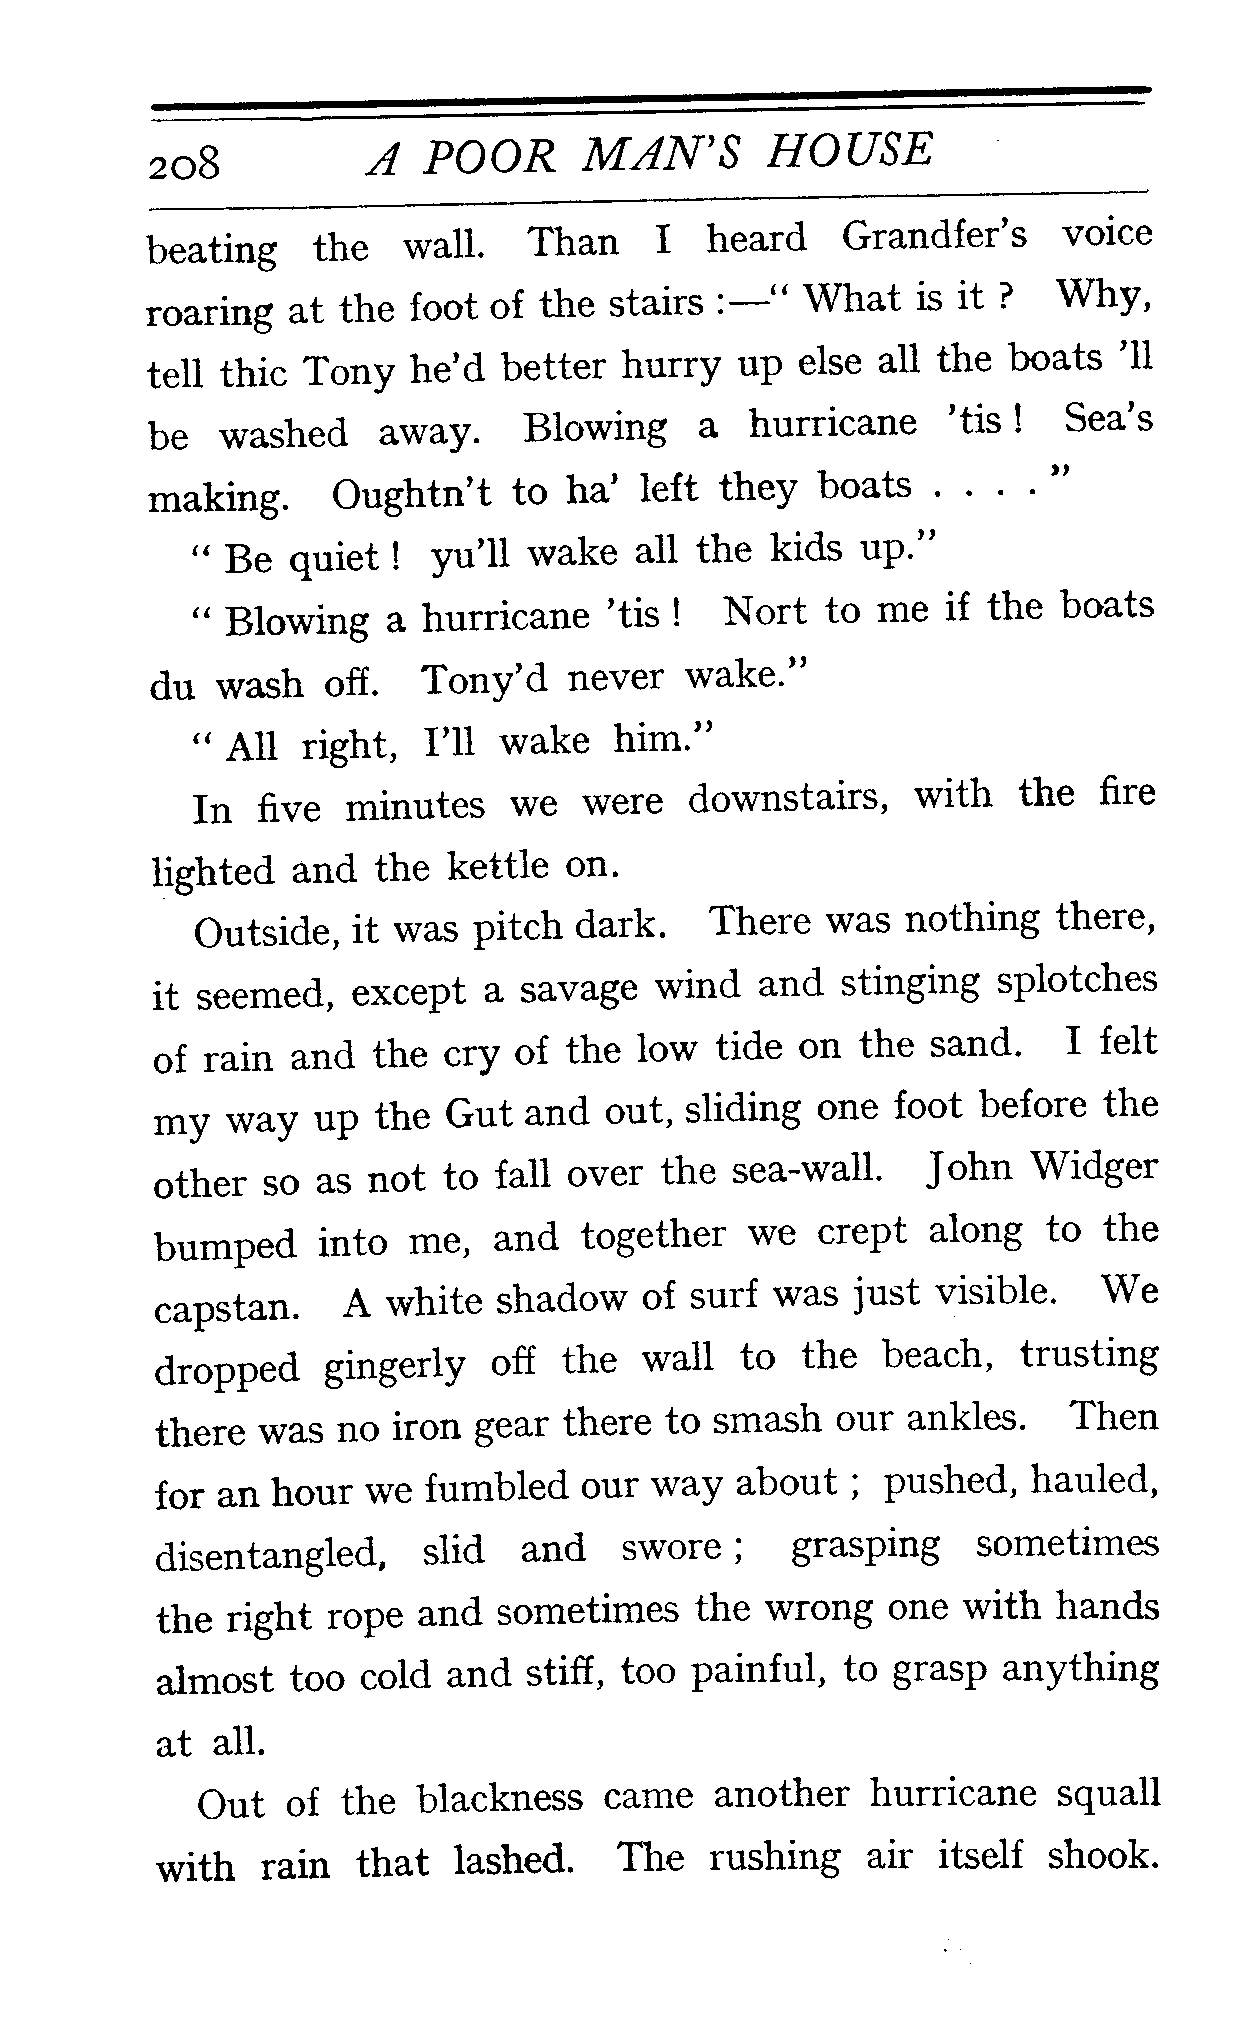 208 A POOR MAN'S HOUSE
beating the wall. Than I heard Grandfer's voice
roaring at the foot of the stairs :—" What is it ? Why,
tell thic Tony he'd better hurry up else all the boats 'll
be washed away. Blowing a hurricane 'tis ! Sea's
making. Oughtn't to ha' left they boats . . . . "
" Be quiet ! yu'll wake all the kids up."
" Blowing a hurricane 'tis ! Nort to me if the boats
du wash off. Tony'd never wake."
" All right, I'll wake him."
In five minutes we were downstairs, with the fire
lighted and the kettle on.
Outside, it was pitch dark. There was nothing there,
it seemed, except a savage wind and stinging splotches
of rain and the cry of the low tide on the sand. I felt
my way up the Gut and out, sliding one foot before the
other so as not to fall over the sea-wall. John Widger
bumped into me, and together we crept along to the
capstan. A white shadow of surf was just visible. We
dropped gingerly off the wall to the beach, trusting
there was no iron gear there to smash our ankles. Then
for an hour we fumbled our way about ; pushed, hauled,
disentangled, slid and swore ; grasping sometimes
the right rope and sometimes the wrong one with hands
almost too cold and stiff, too painful, to grasp anything
at all.
Out of the blackness came another hurricane squall
with rain that lashed. The rushing air itself shook.